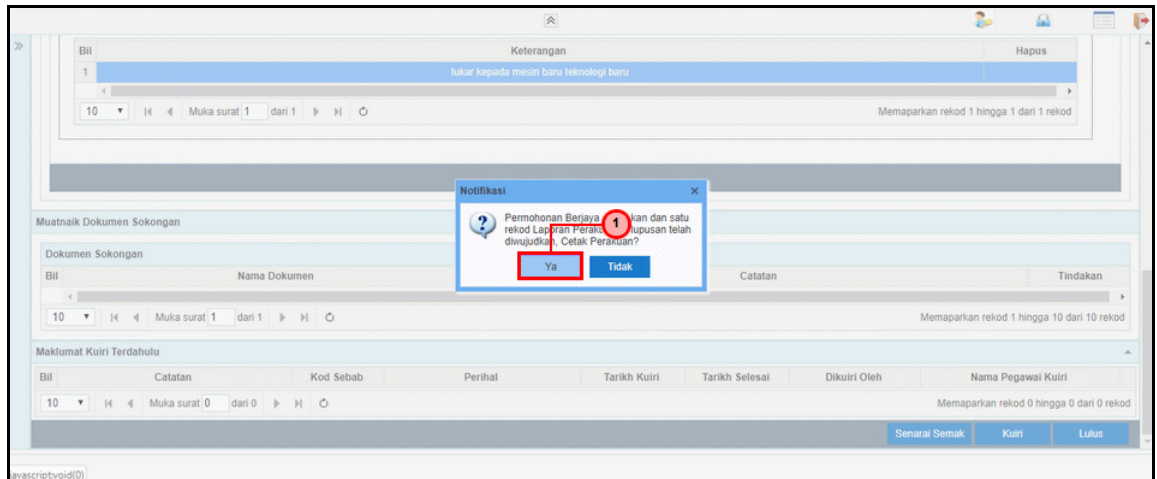 Bil Keterangan Hapus
1 tukar kepada mesin baru teknologi baru
10 Muka surat 1 dari 1 Memaparkan rekod 1 hingga 1 dari 1 rekod
Notifikasi x
Permohonan Berjaya kan dan satu
1
rekod Laporan Peraku lupusan telah
diwujudkan, Cetak Perakuan?
Ya Tidak
Muatnaik Dokumen Sokongan
Dokumen Sokongan
Bil Nama Dokumen Catatan Tindakan
10 Muka surat 1 dari 1 Memaparkan rekod 1 hingga 10 dari 10 rekod
Maklumat Kuiri Terdahulu
Bil Catatan Kod Sebab Perihal Tarikh Kuiri Tarikh Selesai Dikuiri Oleh Nama Pegawai Kuiri
10 Muka surat 0 dari 0 Memaparkan rekod 0 hingga 0 dari 0 rekod
Senarai Semak Kuiri Lulus
avascript:void(0)